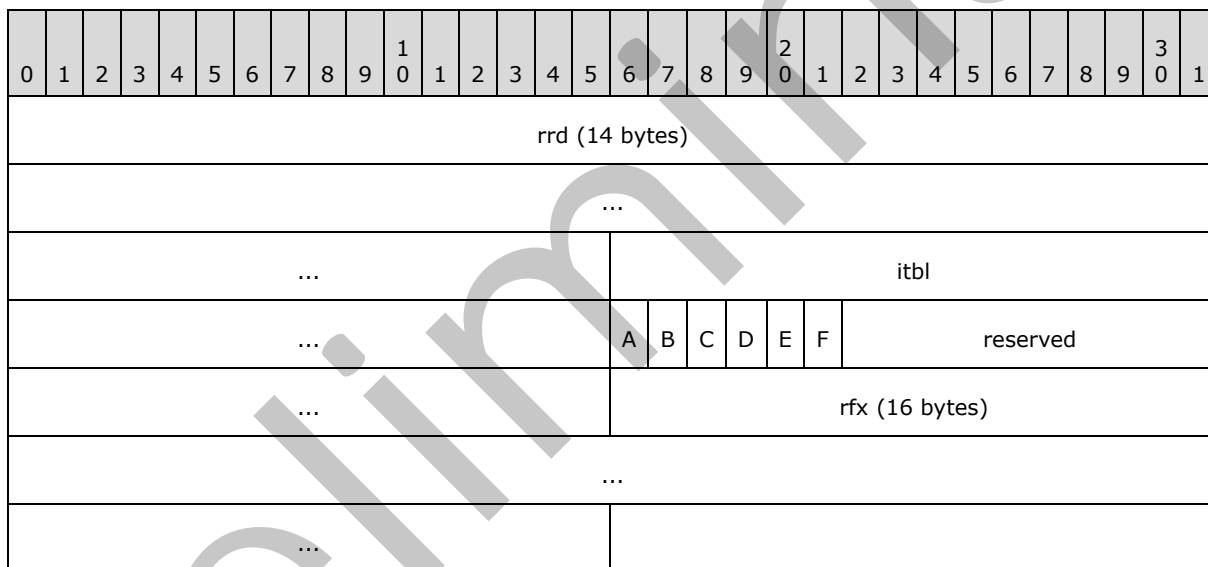 0 1 2 3 4 5 6 7 8 9 1 0 1 2 3 4 5 6 7 8 9 2 0 1 2 3 4 5 6 7 8 9 3 0 1
rrd (14 bytes)
...
... itbl
... A B C D E F reserved
... rfx (16 bytes)
...
...